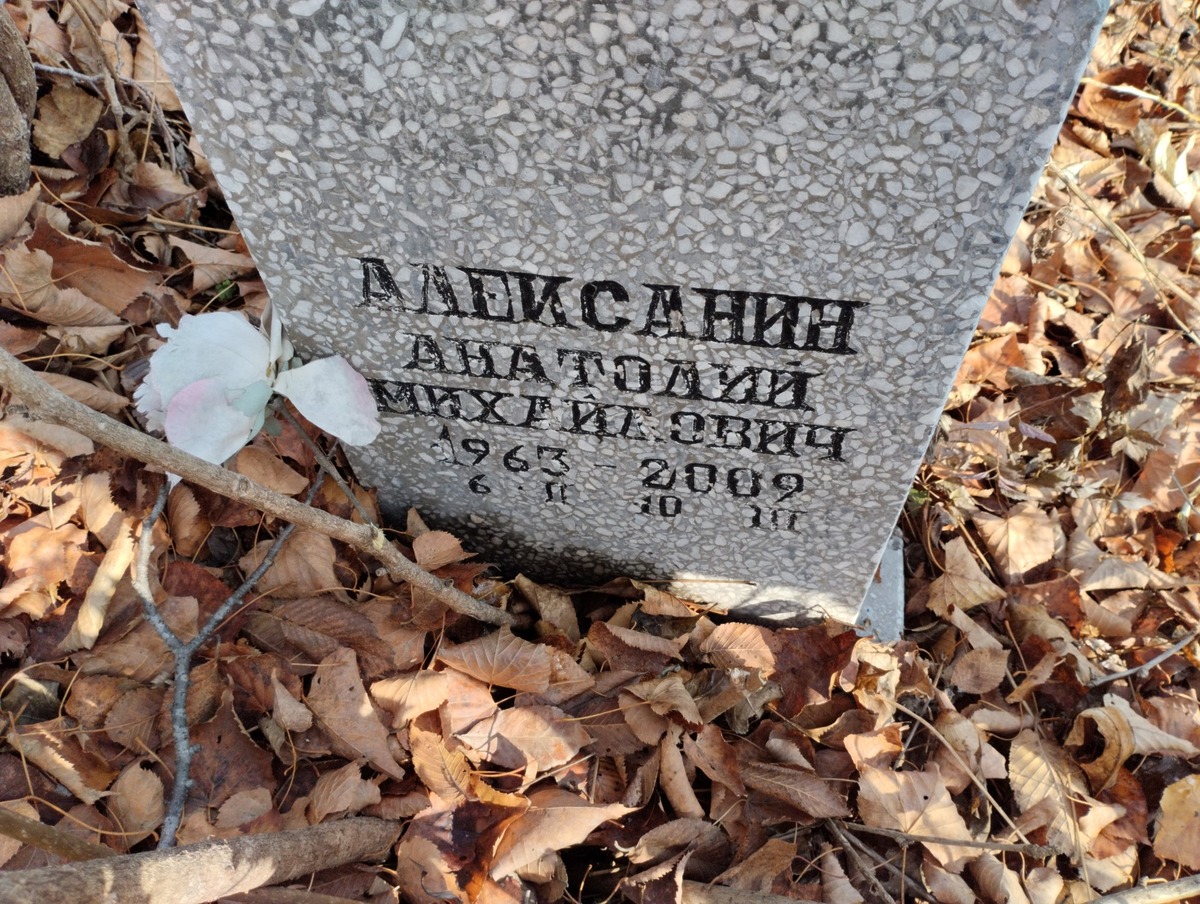 АЛЕКСАНИН
АНАТОЛИЙ
МИХАЙЛОВИЧ
1963 - 2009
6 · II 10 III